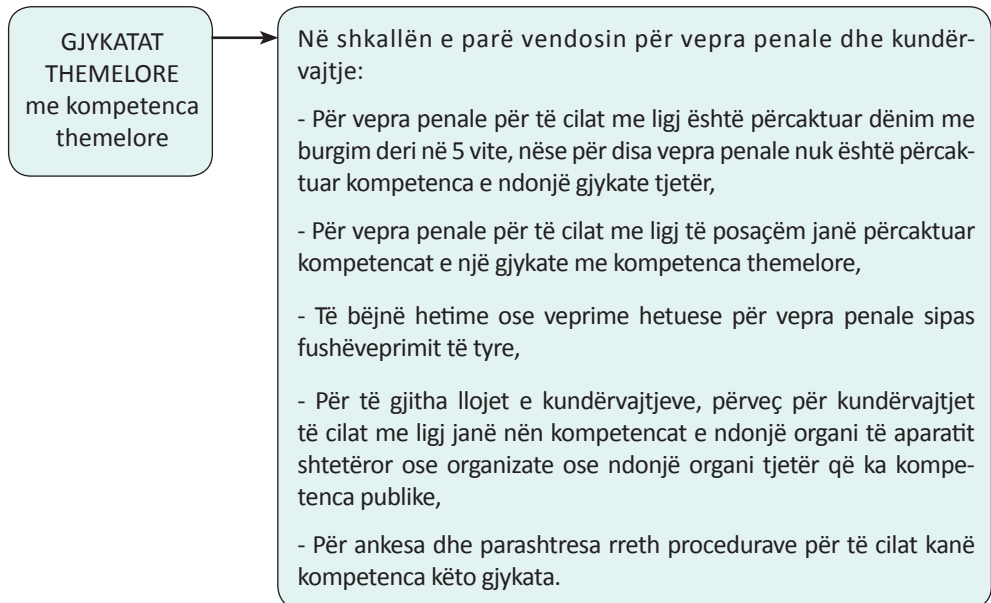 GJYKATAT
THEMELORE
me kompetenca
themelore
Në shkallën e parë vendosin për vepra penale dhe kundër-
vajtje:
- Për vepra penale për të cilat me ligj është përcaktuar dënim me
burgim deri në 5 vite, nëse për disa vepra penale nuk është përcak-
tuar kompetenca e ndonjë gjykate tjetër,
- Për vepra penale për të cilat me ligj të posaçëm janë përcaktuar
kompetencat e një gjykate me kompetenca themelore,
- Të bëjnë hetime ose veprime hetuese për vepra penale sipas
fushëveprimit të tyre,
- Për të gjitha llojet e kundërvajtjeve, përveç për kundërvajtjet
të cilat me ligj janë nën kompetencat e ndonjë organi të aparatit
shtetëror ose organizate ose ndonjë organi tjetër që ka kompe-
tenca publike,
- Për ankesa dhe parashtresa rreth procedurave për të cilat kanë
kompetenca këto gjykata.